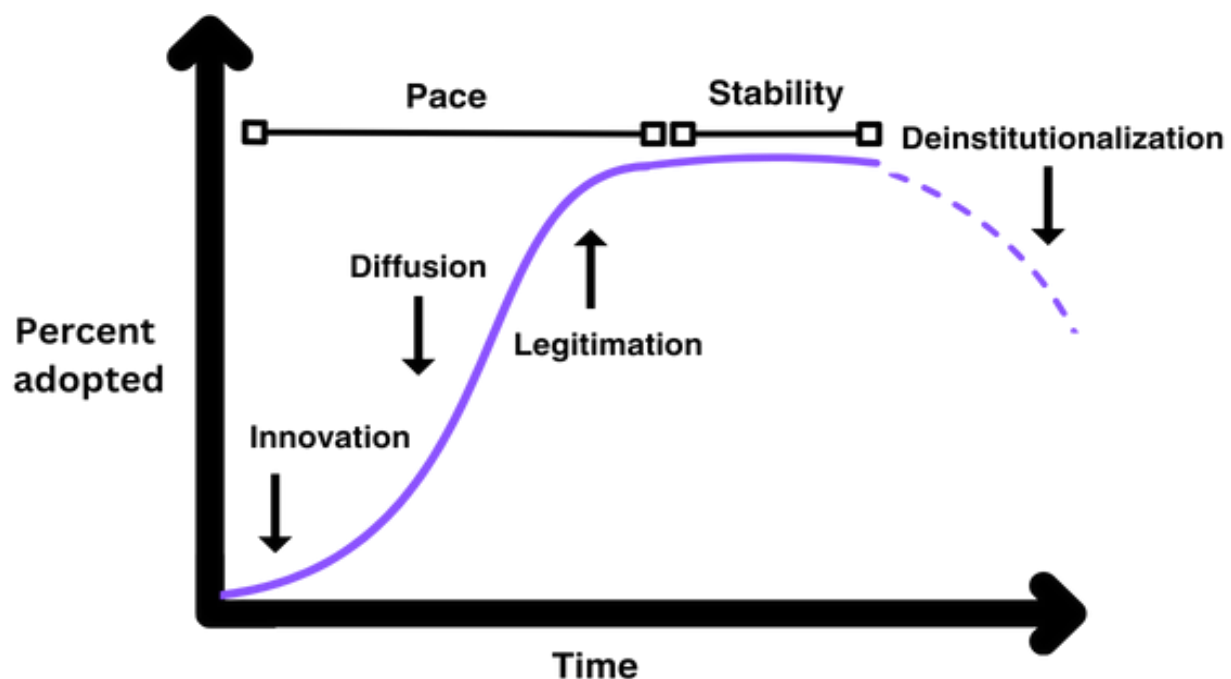 Pace
Stability
Deinstitutionalization
Diffusion
Legitimation
Percent
adopted
Innovation
Time